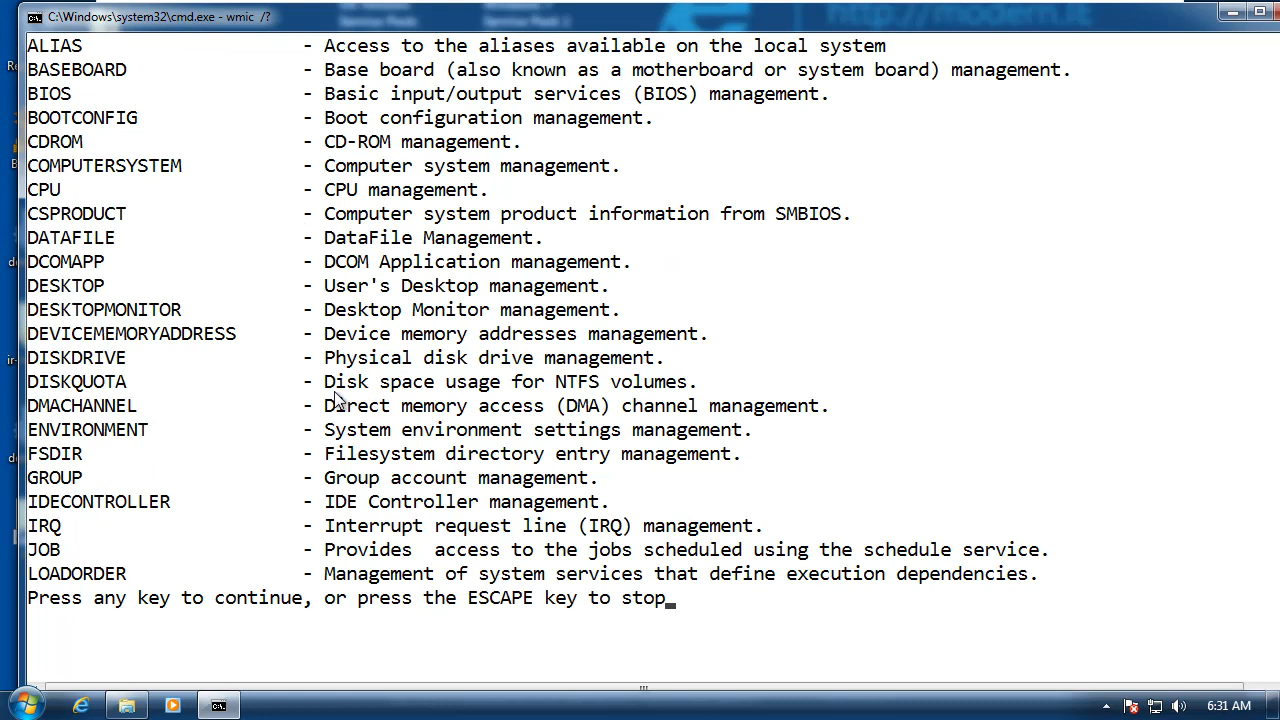 C:\Windows\system32\cmd.exe - wmic /?
http://modern.IE
ALIAS - Access to the aliases available on the local system
BASEBOARD - Base board (also known as a motherboard or system board) management.
BIOS - Basic input/output services (BIOS) management.
BOOTCONFIG - Boot configuration management.
CDROM - CD-ROM management.
COMPUTERSYSTEM - Computer system management.
CPU - CPU management.
CSPRODUCT - Computer system product information from SMBIOS.
DATAFILE - DataFile Management.
DCOMAPP - DCOM Application management.
DESKTOP - User's Desktop management.
DESKTOPMONITOR - Desktop Monitor management.
DEVICEMEMORYADDRESS - Device memory addresses management.
DISKDRIVE - Physical disk drive management.
DISKQUOTA - Disk space usage for NTFS volumes.
DMACHANNEL - Direct memory access (DMA) channel management.
ENVIRONMENT - System environment settings management.
FSDIR - Filesystem directory entry management.
GROUP - Group account management.
IDECONTROLLER - IDE Controller management.
IRQ - Interrupt request line (IRQ) management.
JOB - Provides  access to the jobs scheduled using the schedule service.
LOADORDER - Management of system services that define execution dependencies.
Press any key to continue, or press the ESCAPE key to stop
6:31 AM